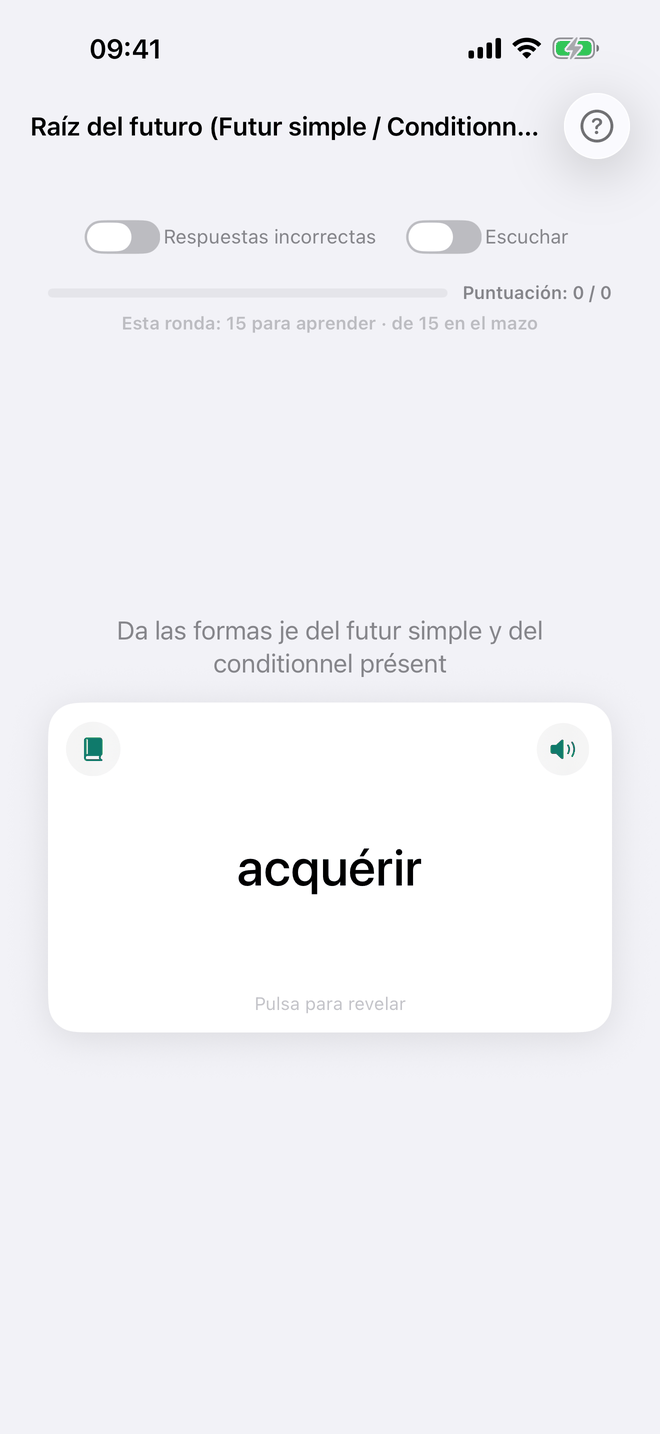 09:41
Raíz del futuro (Futur simple / Conditionn...
Respuestas incorrectas
Escuchar
Puntuación: 0 / 0
Esta ronda: 15 para aprender · de 15 en el mazo
Da las formas je del futur simple y del
conditionnel présent
acquérir
Pulsa para revelar